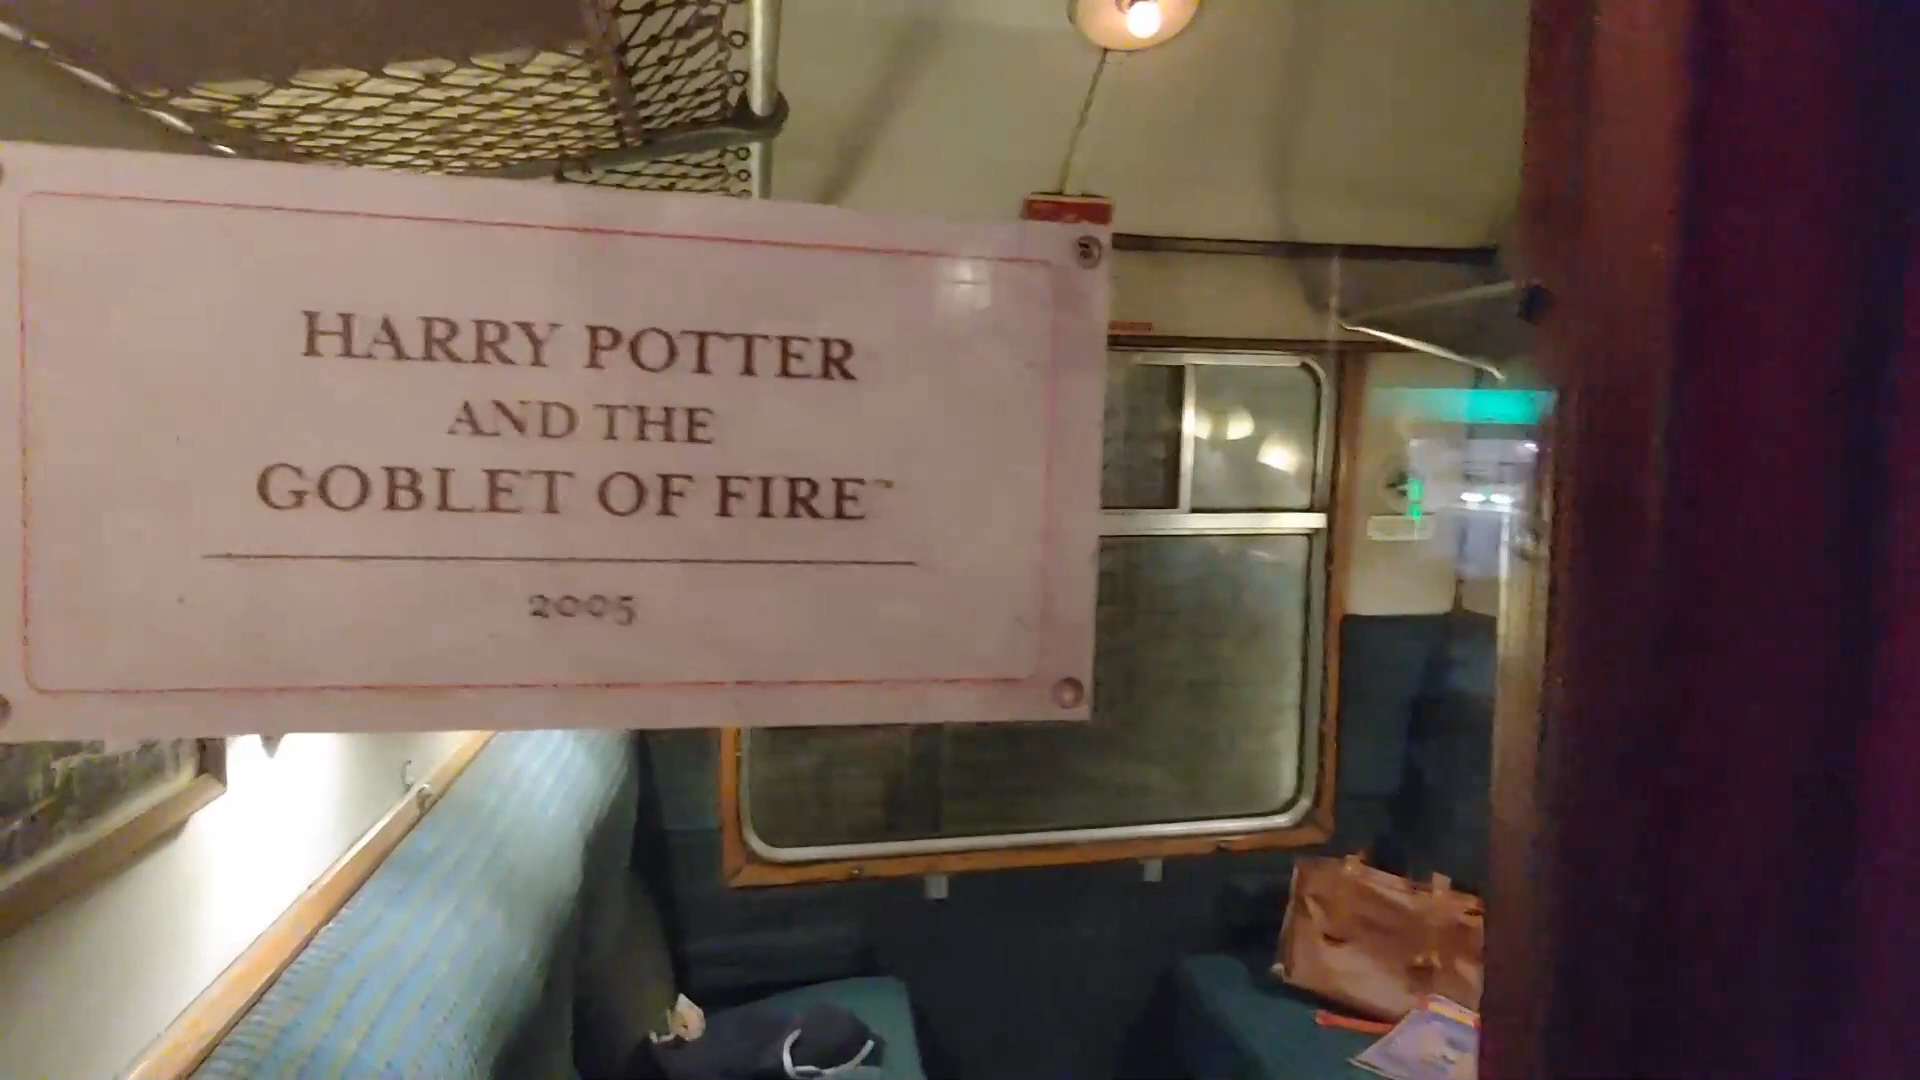 HARRY POTTER
AND THE
GOBLET OF FIRE™
2005